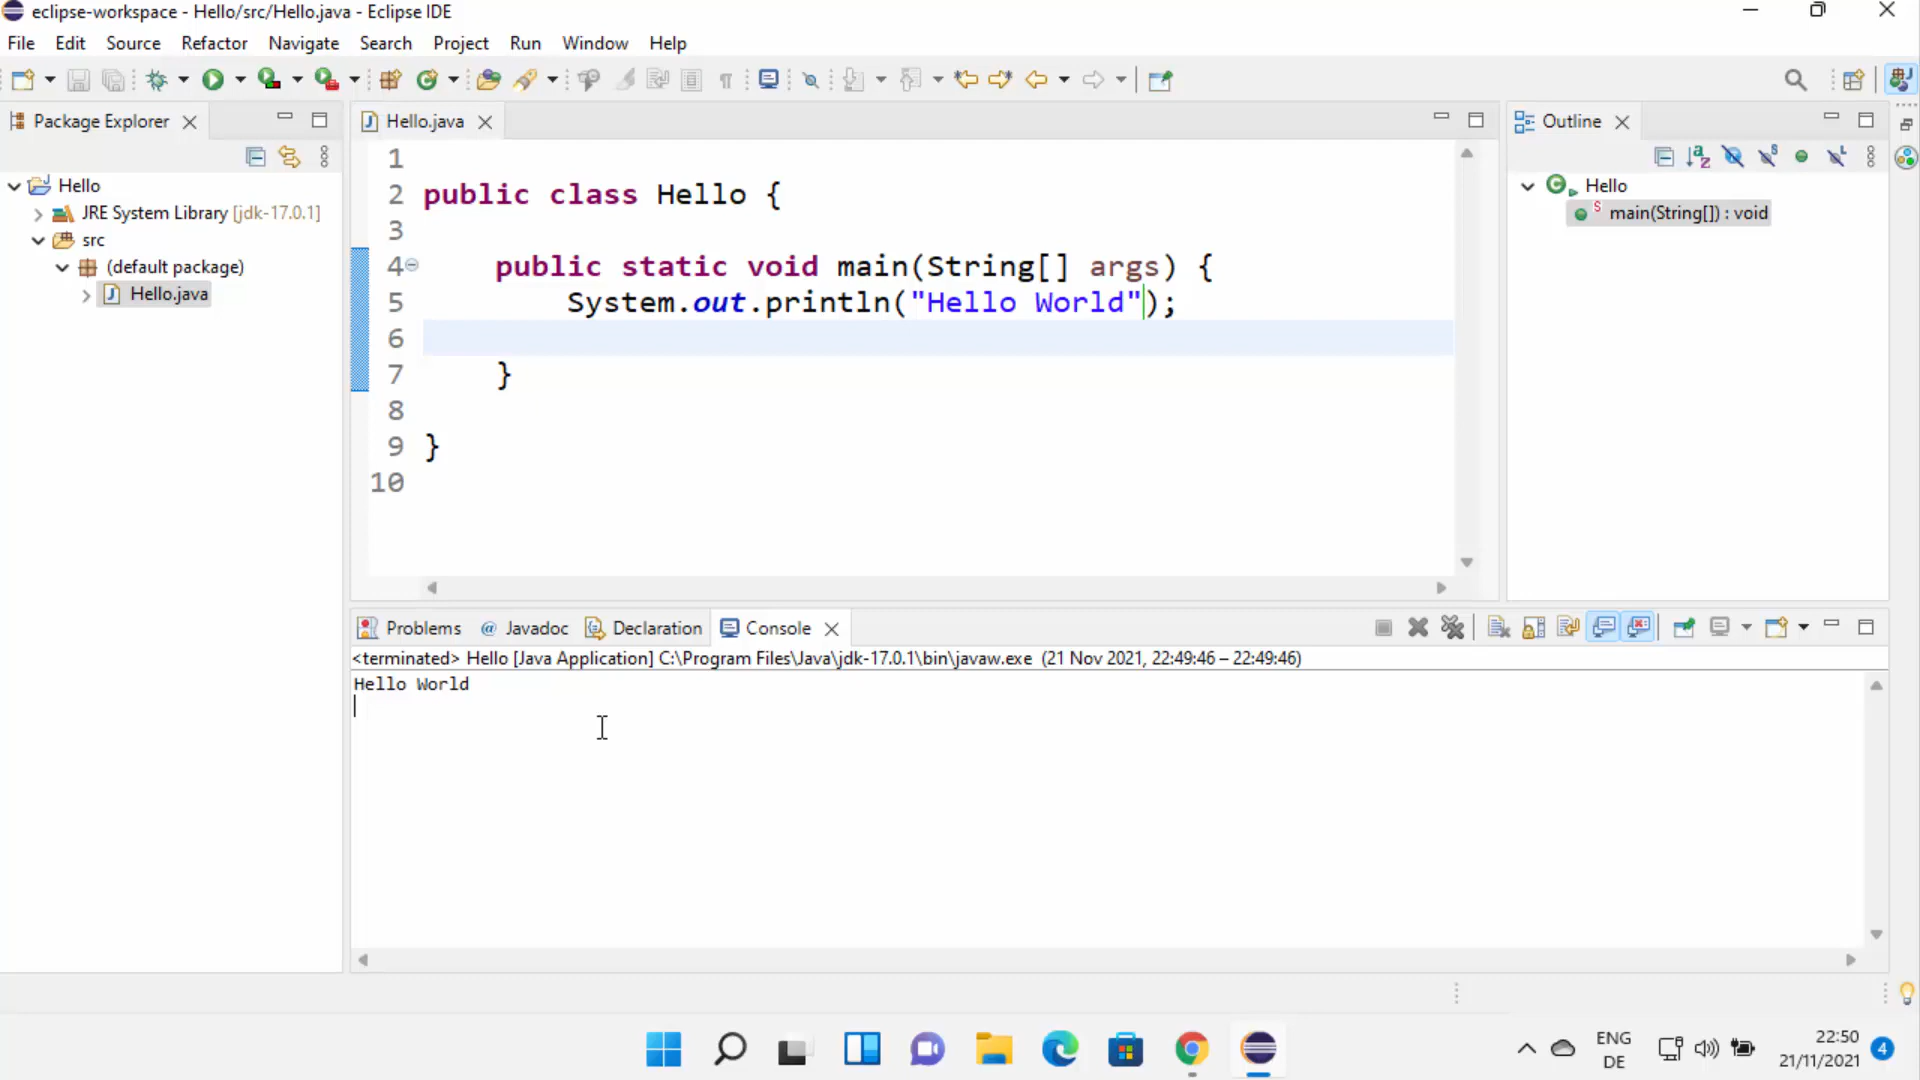 eclipse-workspace - Hello/src/Hello.java - Eclipse IDE
File Edit Source Refactor Navigate Search Project Run Window Help
Package Explorer
Hello
JRE System Library [jdk-17.0.1]
src
(default package)
Hello.java
Hello.java
1
2 public class Hello {
3
4 public static void main(String[] args) {
5 System.out.println("Hello World");
6
7 }
8
9 }
10
Outline
Hello
main(String[]) : void
Problems @ Javadoc Declaration Console
<terminated> Hello [Java Application] C:\Program Files\Java\jdk-17.0.1\bin\javaw.exe (21 Nov 2021, 22:49:46 – 22:49:46)
Hello World
ENG
DE
22:50
21/11/2021
4